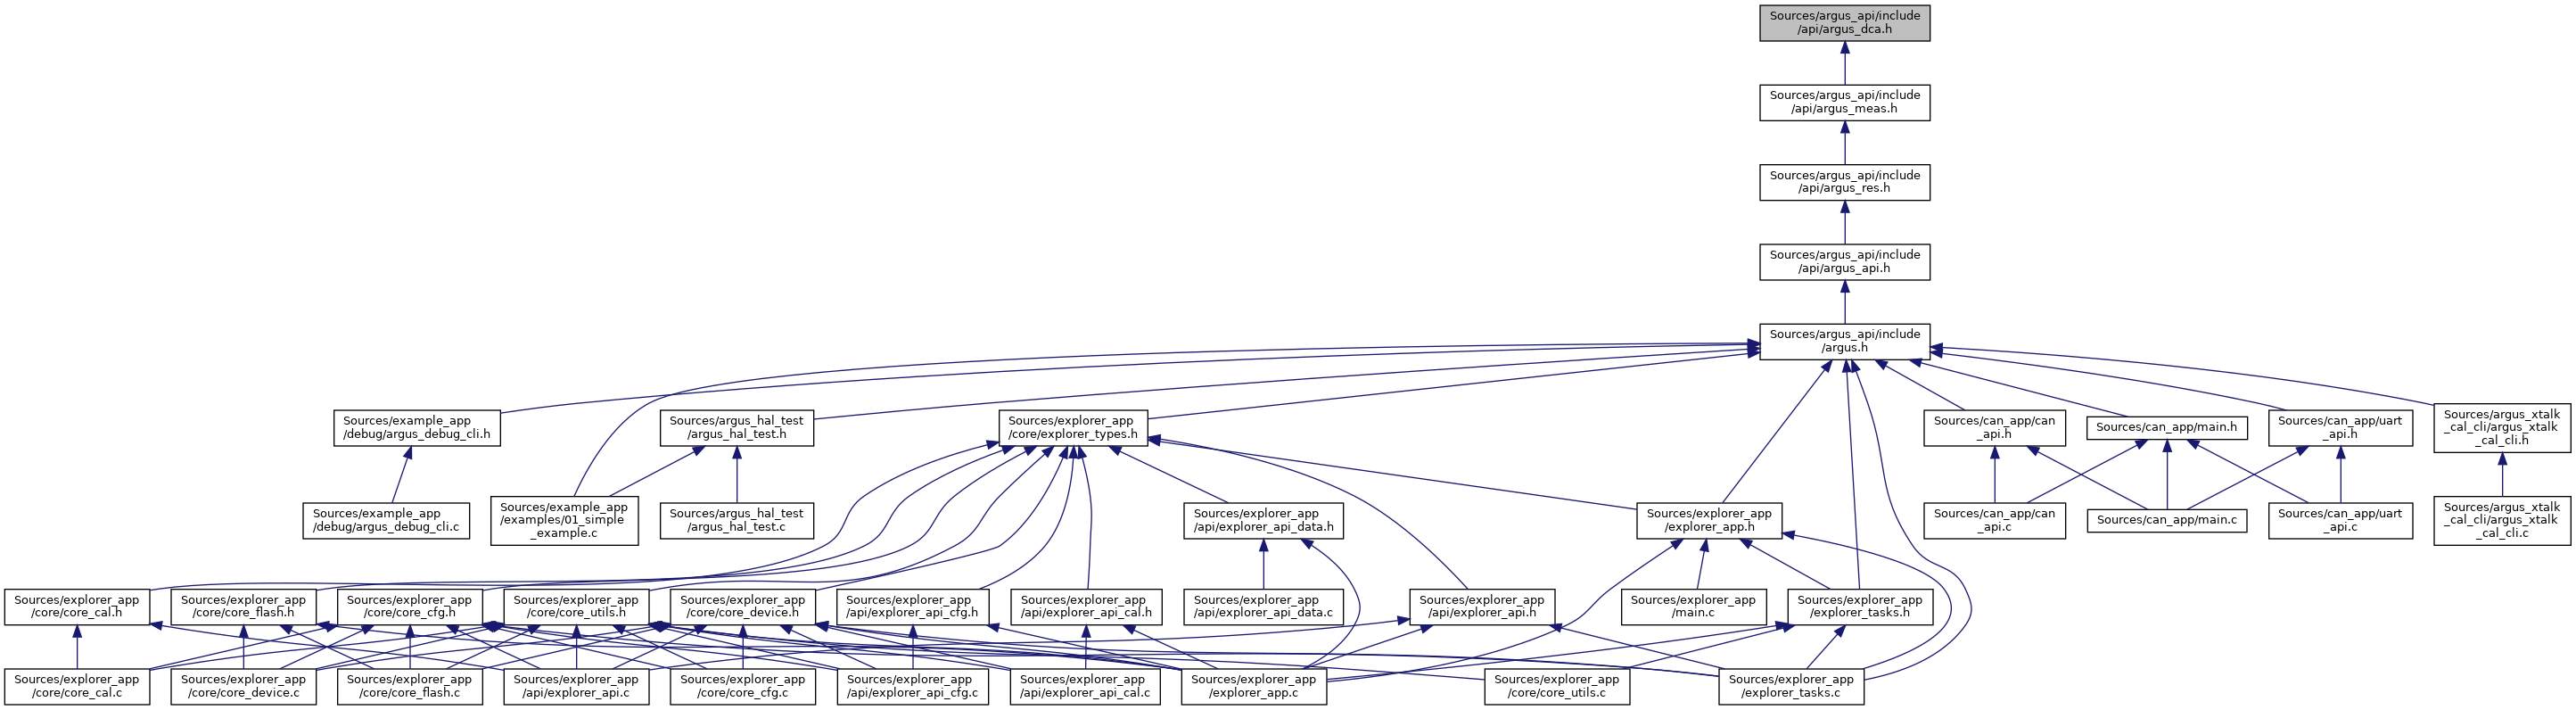 Sources/argus_api/include
/api/argus_dca.h
Sources/argus_api/include
/api/argus_meas.h
Sources/argus_api/include
/api/argus_res.h
Sources/argus_api/include
/api/argus_api.h
Sources/argus_api/include
/argus.h
Sources/example_app
/debug/argus_debug_cli.h
Sources/argus_hal_test
/argus_hal_test.h
Sources/explorer_app
/core/explorer_types.h
Sources/can_app/can
_api.h
Sources/can_app/main.h
Sources/can_app/uart
_api.h
Sources/argus_xtalk
_cal_cli/argus_xtalk
_cal_cli.h
Sources/example_app
/debug/argus_debug_cli.c
Sources/example_app
/examples/01_simple
_example.c
Sources/argus_hal_test
/argus_hal_test.c
Sources/explorer_app
/api/explorer_api_data.h
Sources/explorer_app
/explorer_app.h
Sources/can_app/can
_api.c
Sources/can_app/main.c
Sources/can_app/uart
_api.c
Sources/argus_xtalk
_cal_cli/argus_xtalk
_cal_cli.c
Sources/explorer_app
/core/core_cal.h
Sources/explorer_app
/core/core_flash.h
Sources/explorer_app
/core/core_cfg.h
Sources/explorer_app
/core/core_utils.h
Sources/explorer_app
/core/core_device.h
Sources/explorer_app
/api/explorer_api_cfg.h
Sources/explorer_app
/api/explorer_api_cal.h
Sources/explorer_app
/api/explorer_api_data.c
Sources/explorer_app
/api/explorer_api.h
Sources/explorer_app
/main.c
Sources/explorer_app
/explorer_tasks.h
Sources/explorer_app
/core/core_cal.c
Sources/explorer_app
/core/core_device.c
Sources/explorer_app
/core/core_flash.c
Sources/explorer_app
/api/explorer_api.c
Sources/explorer_app
/core/core_cfg.c
Sources/explorer_app
/api/explorer_api_cfg.c
Sources/explorer_app
/api/explorer_api_cal.c
Sources/explorer_app
/explorer_app.c
Sources/explorer_app
/core/core_utils.c
Sources/explorer_app
/explorer_tasks.c